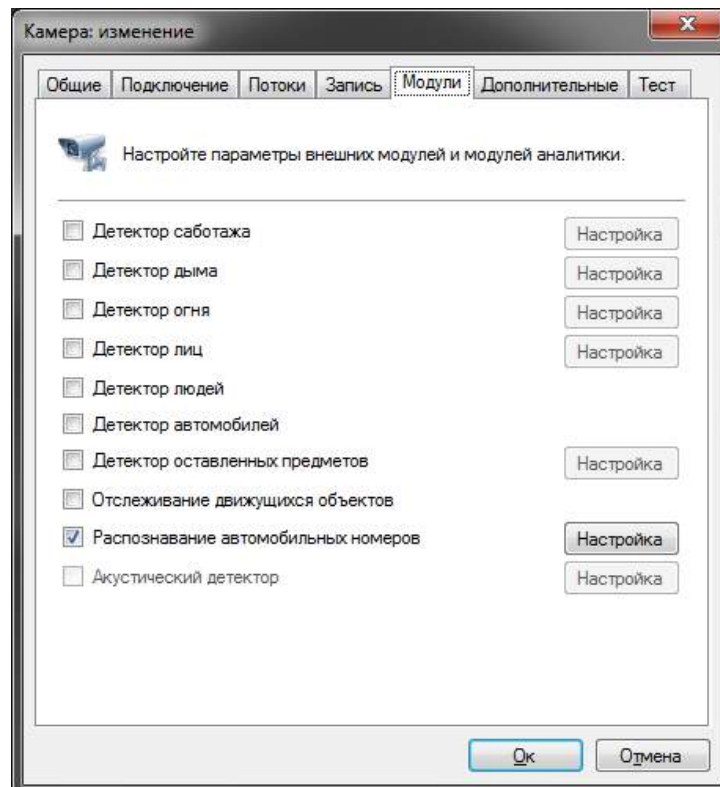 Камера: изменение
Общие Подключение Потоки Запись Модули Дополнительные Тест
Настройте параметры внешних модулей и модулей аналитики.
Детектор саботажа Настройка
Детектор дыма Настройка
Детектор огня Настройка
Детектор лиц Настройка
Детектор людей
Детектор автомобилей
Детектор оставленных предметов Настройка
Отслеживание движущихся объектов
Распознавание автомобильных номеров Настройка
Акустический детектор Настройка
Ок Отмена